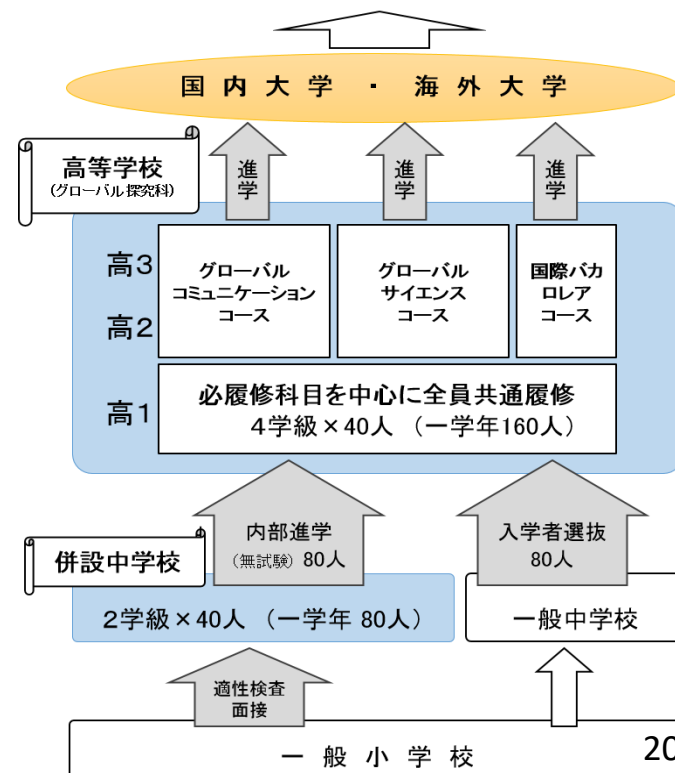 国内大学・海外大学
進学
進学
進学
高等学校
(グローバル探究科)
高3
高2
高1
グローバル
コミュニケーション
コース
グローバル
サイエンス
コース
国際バカ
ロレア
コース
必履修科目を中心に全員共通履修
4学級×40人 (一学年160人)
内部進学
(無試験) 80人
入学者選抜
80人
併設中学校
2学級×40人 (一学年 80人)
一般中学校
適性検査
面接
一般小学校
20